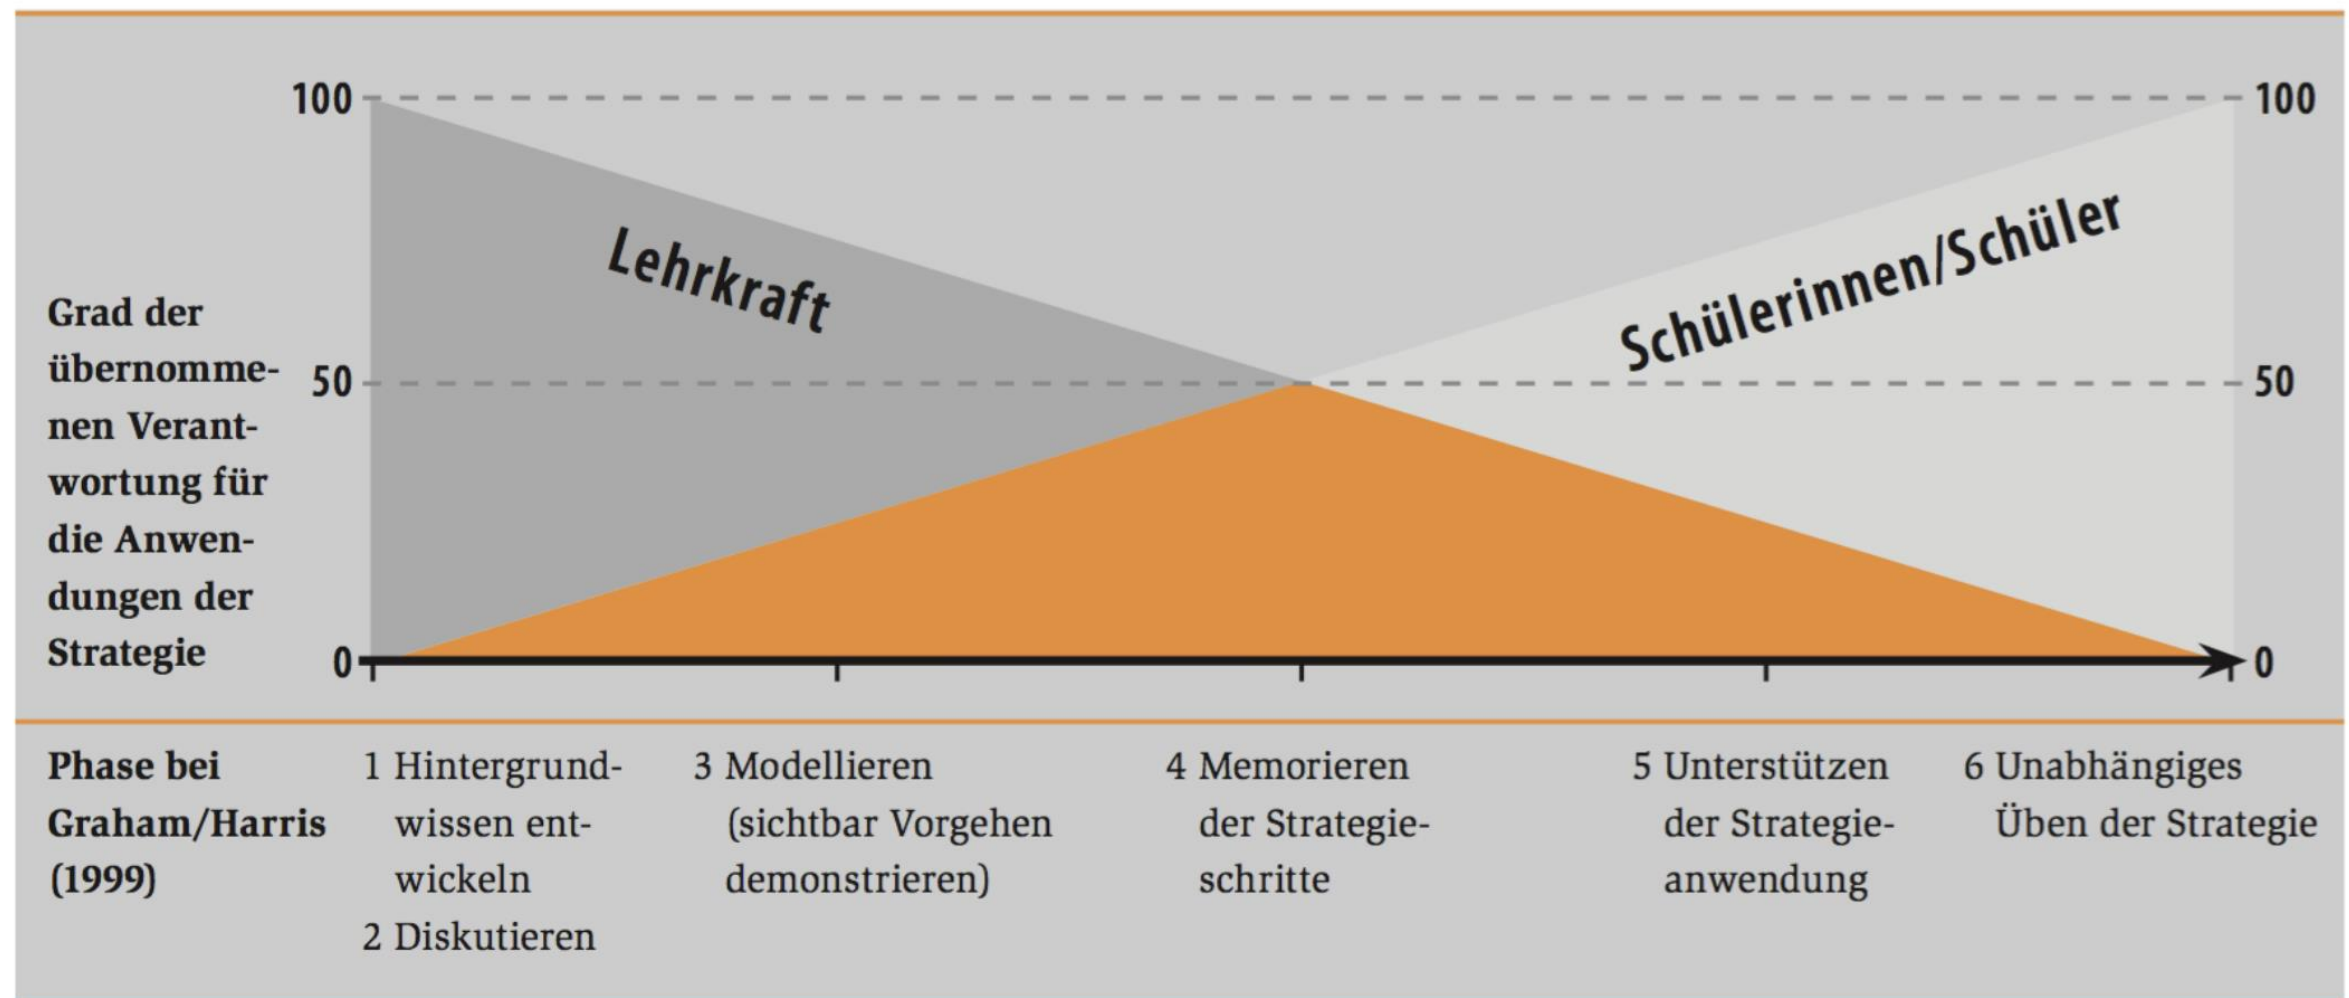 100
100
Lehrkraft
Schülerinnen/Schüler
Grad der
übernomme-
nen Verant-
wortung für
die Anwen-
dungen der
Strategie
50
50
0
0
Phase bei
Graham/Harris
(1999)
1 Hintergrund-
wissen ent-
wickeln
2 Diskutieren
3 Modellieren
(sichtbar Vorgehen
demonstrieren)
4 Memorieren
der Strategie-
schritte
5 Unterstützen
der Strategie-
anwendung
6 Unabhängiges
Üben der Strategie